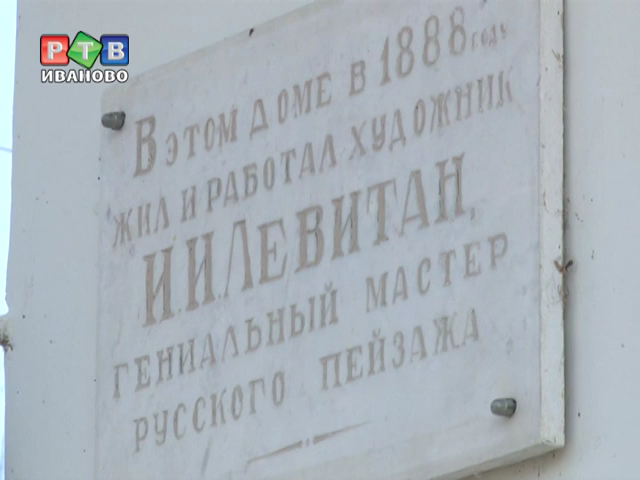 РТВ
ИВАНОВО
В ЭТОМ ДОМЕ В 1888 ГОДУ
ЖИЛ И РАБОТАЛ ХУДОЖНИК
И.И.ЛЕВИТАН,
ГЕНИАЛЬНЫЙ МАСТЕР
РУССКОГО ПЕЙЗАЖА